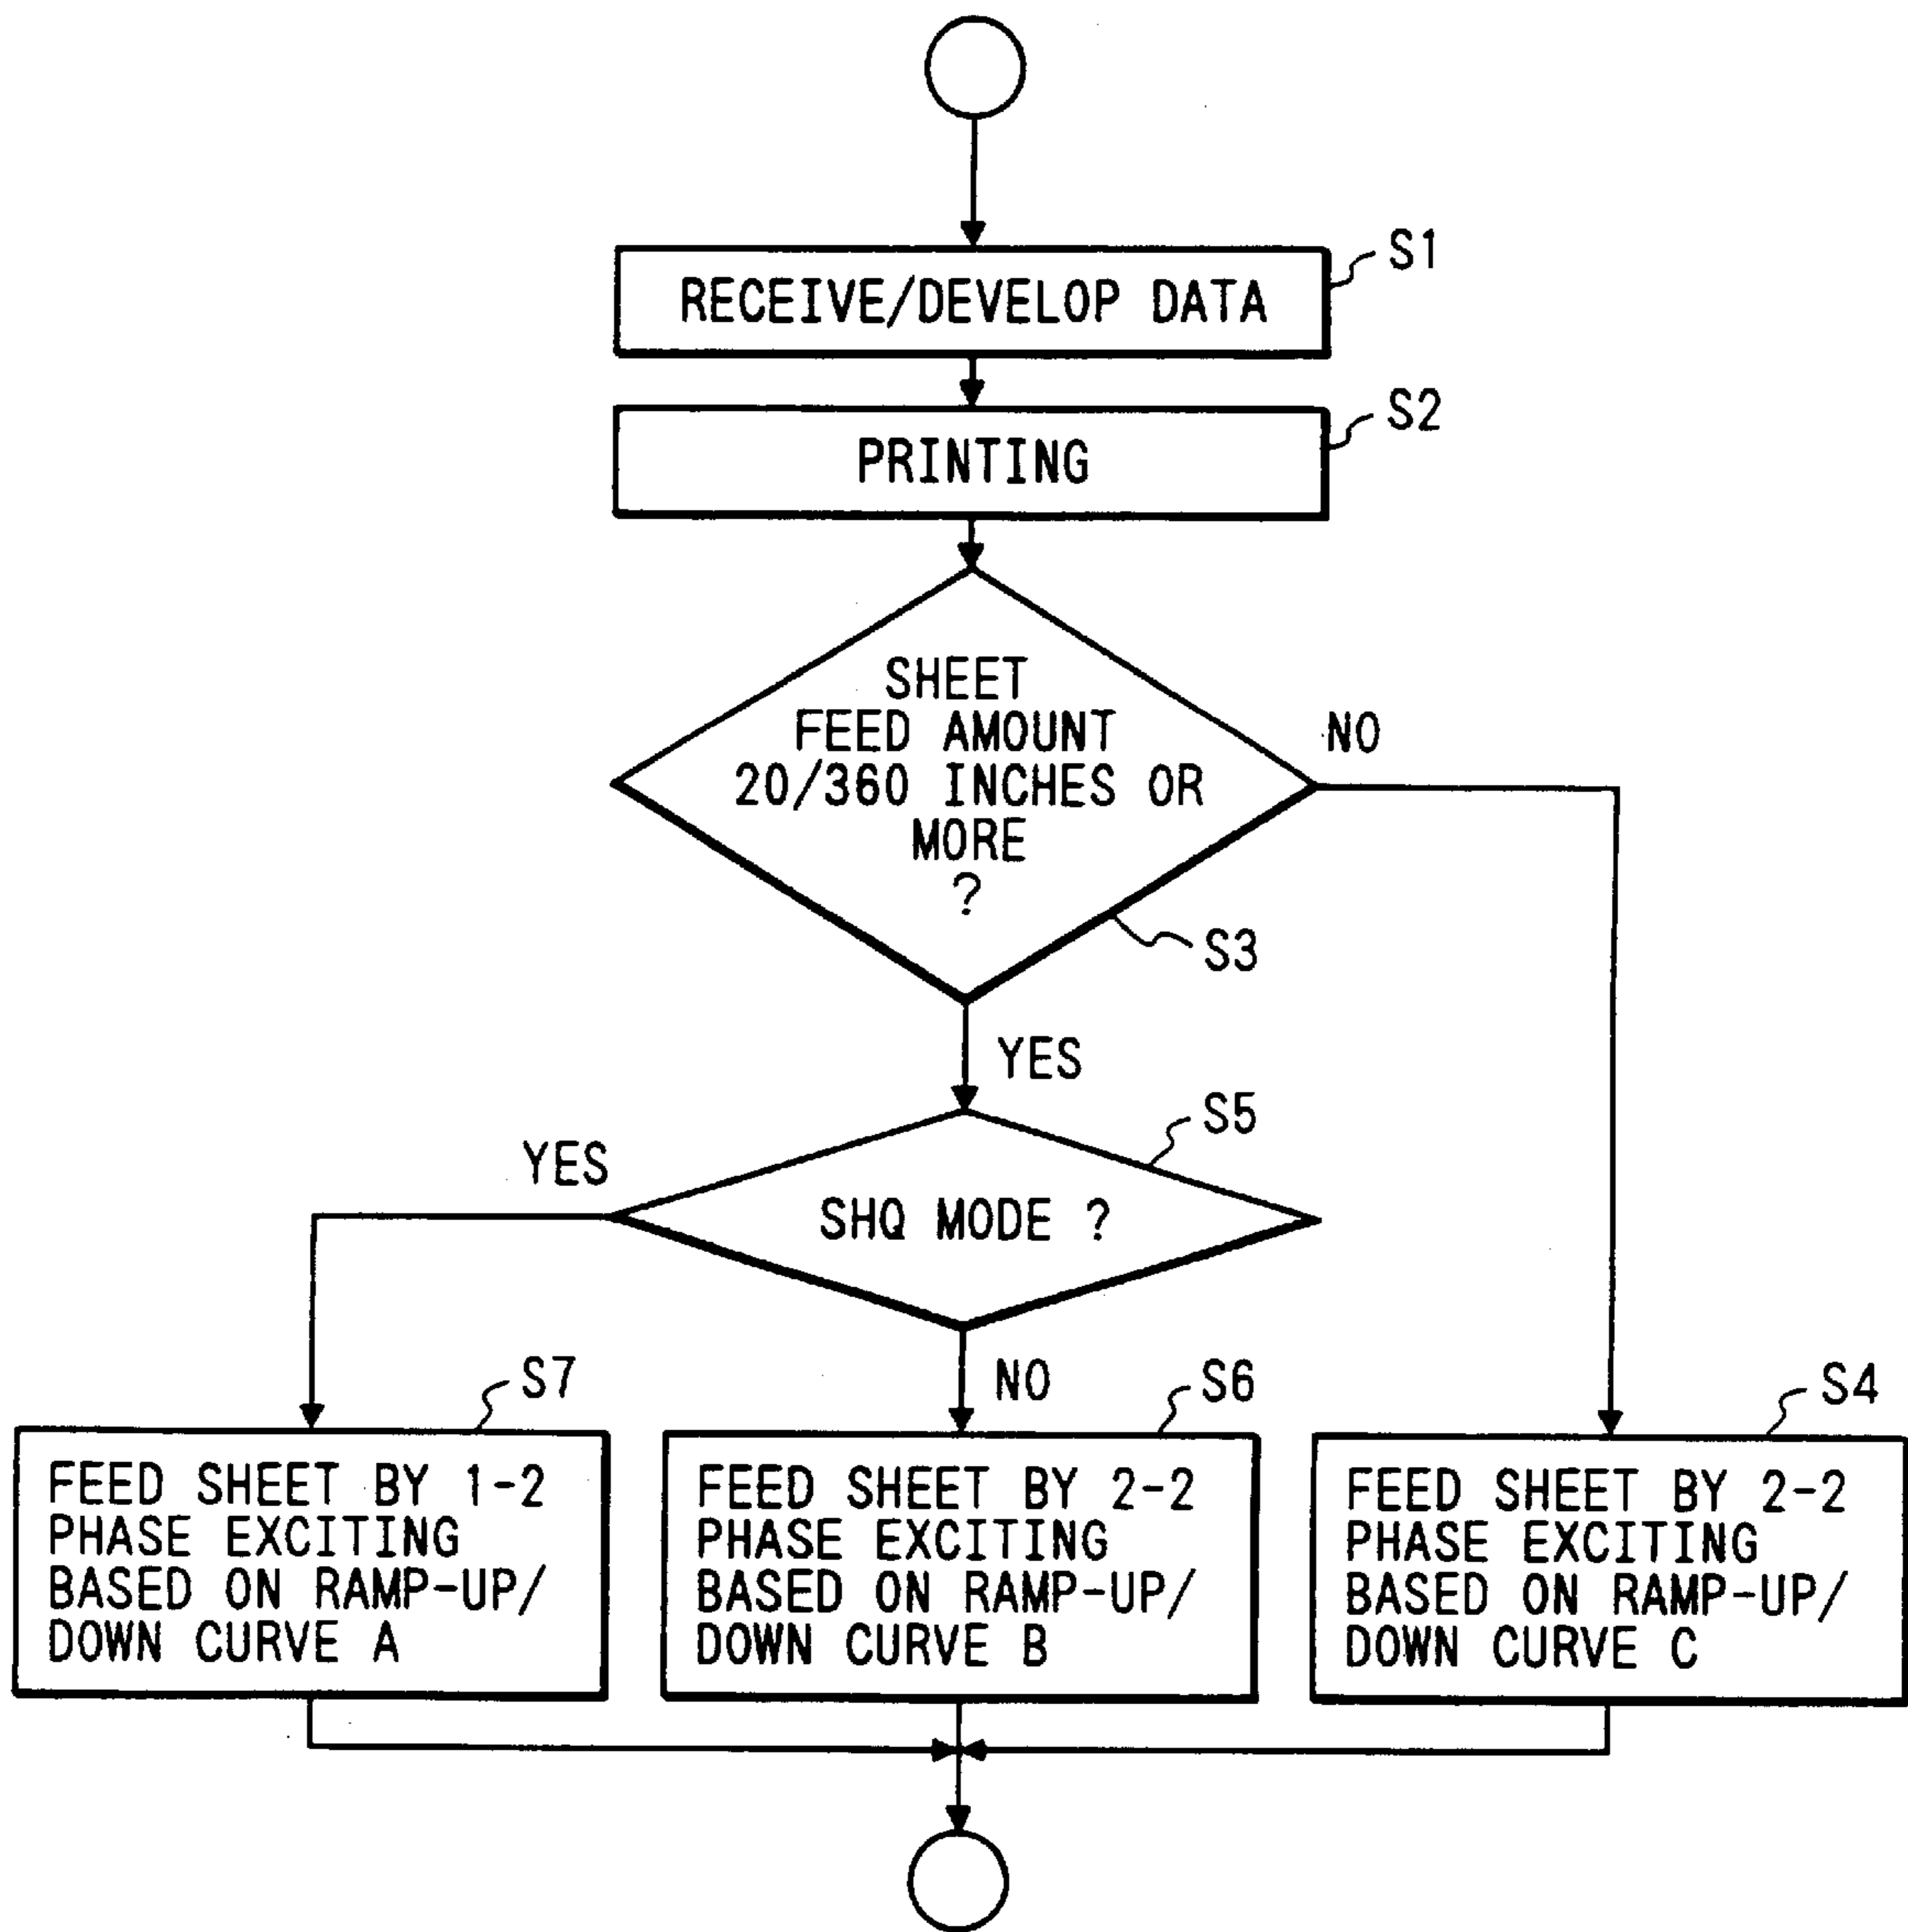 S1
RECEIVE/DEVELOP DATA
S2
PRINTING
SHEET
FEED AMOUNT
20/360 INCHES OR
MORE
?
NO
S3
YES
S5
YES
SHQ MODE ?
NO
S7
FEED SHEET BY 1-2
PHASE EXCITING
BASED ON RAMP-UP/
DOWN CURVE A
S6
FEED SHEET BY 2-2
PHASE EXCITING
BASED ON RAMP-UP/
DOWN CURVE B
S4
FEED SHEET BY 2-2
PHASE EXCITING
BASED ON RAMP-UP/
DOWN CURVE C